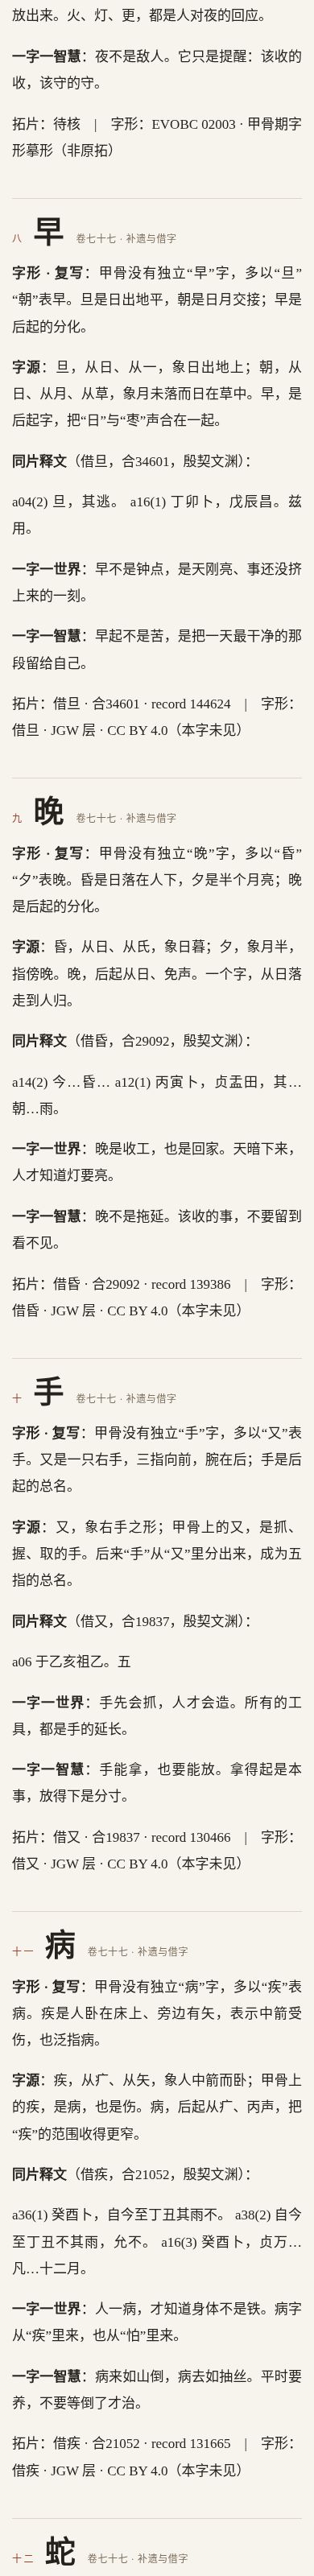 放出来。火、灯、更，都是人对夜的回应。
一字一智慧：夜不是敌人。它只是提醒：该收的
收，该守的守。
拓片：待核 | 字形：EVOBC 02003 · 甲骨期字
形摹形（非原拓）
八 早 卷七十七 · 补遗与借字
字形 · 复写：甲骨没有独立“早”字，多以“旦”
“朝”表早。旦是日出地平，朝是日月交接；早是
后起的分化。
字源：旦，从日、从一，象日出地上；朝，从
日、从月、从草，象月未落而日在草中。早，是
后起字，把“日”与“枣”声合在一起。
同片释文（借旦，合34601，殷契文渊）：
a04(2) 旦，其逃。 a16(1) 丁卯卜，戊辰昌。兹
用。
一字一世界：早不是钟点，是天刚亮、事还没挤
上来的一刻。
一字一智慧：早起不是苦，是把一天最干净的那
段留给自己。
拓片：借旦 · 合34601 · record 144624 | 字形：
借旦 · JGW 层 · CC BY 4.0（本字未见）
九 晚 卷七十七 · 补遗与借字
字形 · 复写：甲骨没有独立“晚”字，多以“昏”
“夕”表晚。昏是日落在人下，夕是半个月亮；晚
是后起的分化。
字源：昏，从日、从氏，象日暮；夕，象月半，
指傍晚。晚，后起从日、免声。一个字，从日落
走到人归。
同片释文（借昏，合29092，殷契文渊）：
a14(2) 今…昏… a12(1) 丙寅卜，贞盂田，其…
朝…雨。
一字一世界：晚是收工，也是回家。天暗下来，
人才知道灯要亮。
一字一智慧：晚不是拖延。该收的事，不要留到
看不见。
拓片：借昏 · 合29092 · record 139386 | 字形：
借昏 · JGW 层 · CC BY 4.0（本字未见）
十 手 卷七十七 · 补遗与借字
字形 · 复写：甲骨没有独立“手”字，多以“又”表
手。又是一只右手，三指向前，腕在后；手是后
起的总名。
字源：又，象右手之形；甲骨上的又，是抓、
握、取的手。后来“手”从“又”里分出来，成为五
指的总名。
同片释文（借又，合19837，殷契文渊）：
a06 于乙亥祖乙。五
一字一世界：手先会抓，人才会造。所有的工
具，都是手的延长。
一字一智慧：手能拿，也要能放。拿得起是本
事，放得下是分寸。
拓片：借又 · 合19837 · record 130466 | 字形：
借又 · JGW 层 · CC BY 4.0（本字未见）
十一 病 卷七十七 · 补遗与借字
字形 · 复写：甲骨没有独立“病”字，多以“疾”表
病。疾是人卧在床上、旁边有矢，表示中箭受
伤，也泛指病。
字源：疾，从疒、从矢，象人中箭而卧；甲骨上
的疾，是病，也是伤。病，后起从疒、丙声，把
“疾”的范围收得更窄。
同片释文（借疾，合21052，殷契文渊）：
a36(1) 癸酉卜，自今至丁丑其雨不。 a38(2) 自今
至丁丑不其雨，允不。 a16(3) 癸酉卜，贞万…
凡…十二月。
一字一世界：人一病，才知道身体不是铁。病字
从“疾”里来，也从“怕”里来。
一字一智慧：病来如山倒，病去如抽丝。平时要
养，不要等倒了才治。
拓片：借疾 · 合21052 · record 131665 | 字形：
借疾 · JGW 层 · CC BY 4.0（本字未见）
十二 蛇 卷七十七 · 补遗与借字